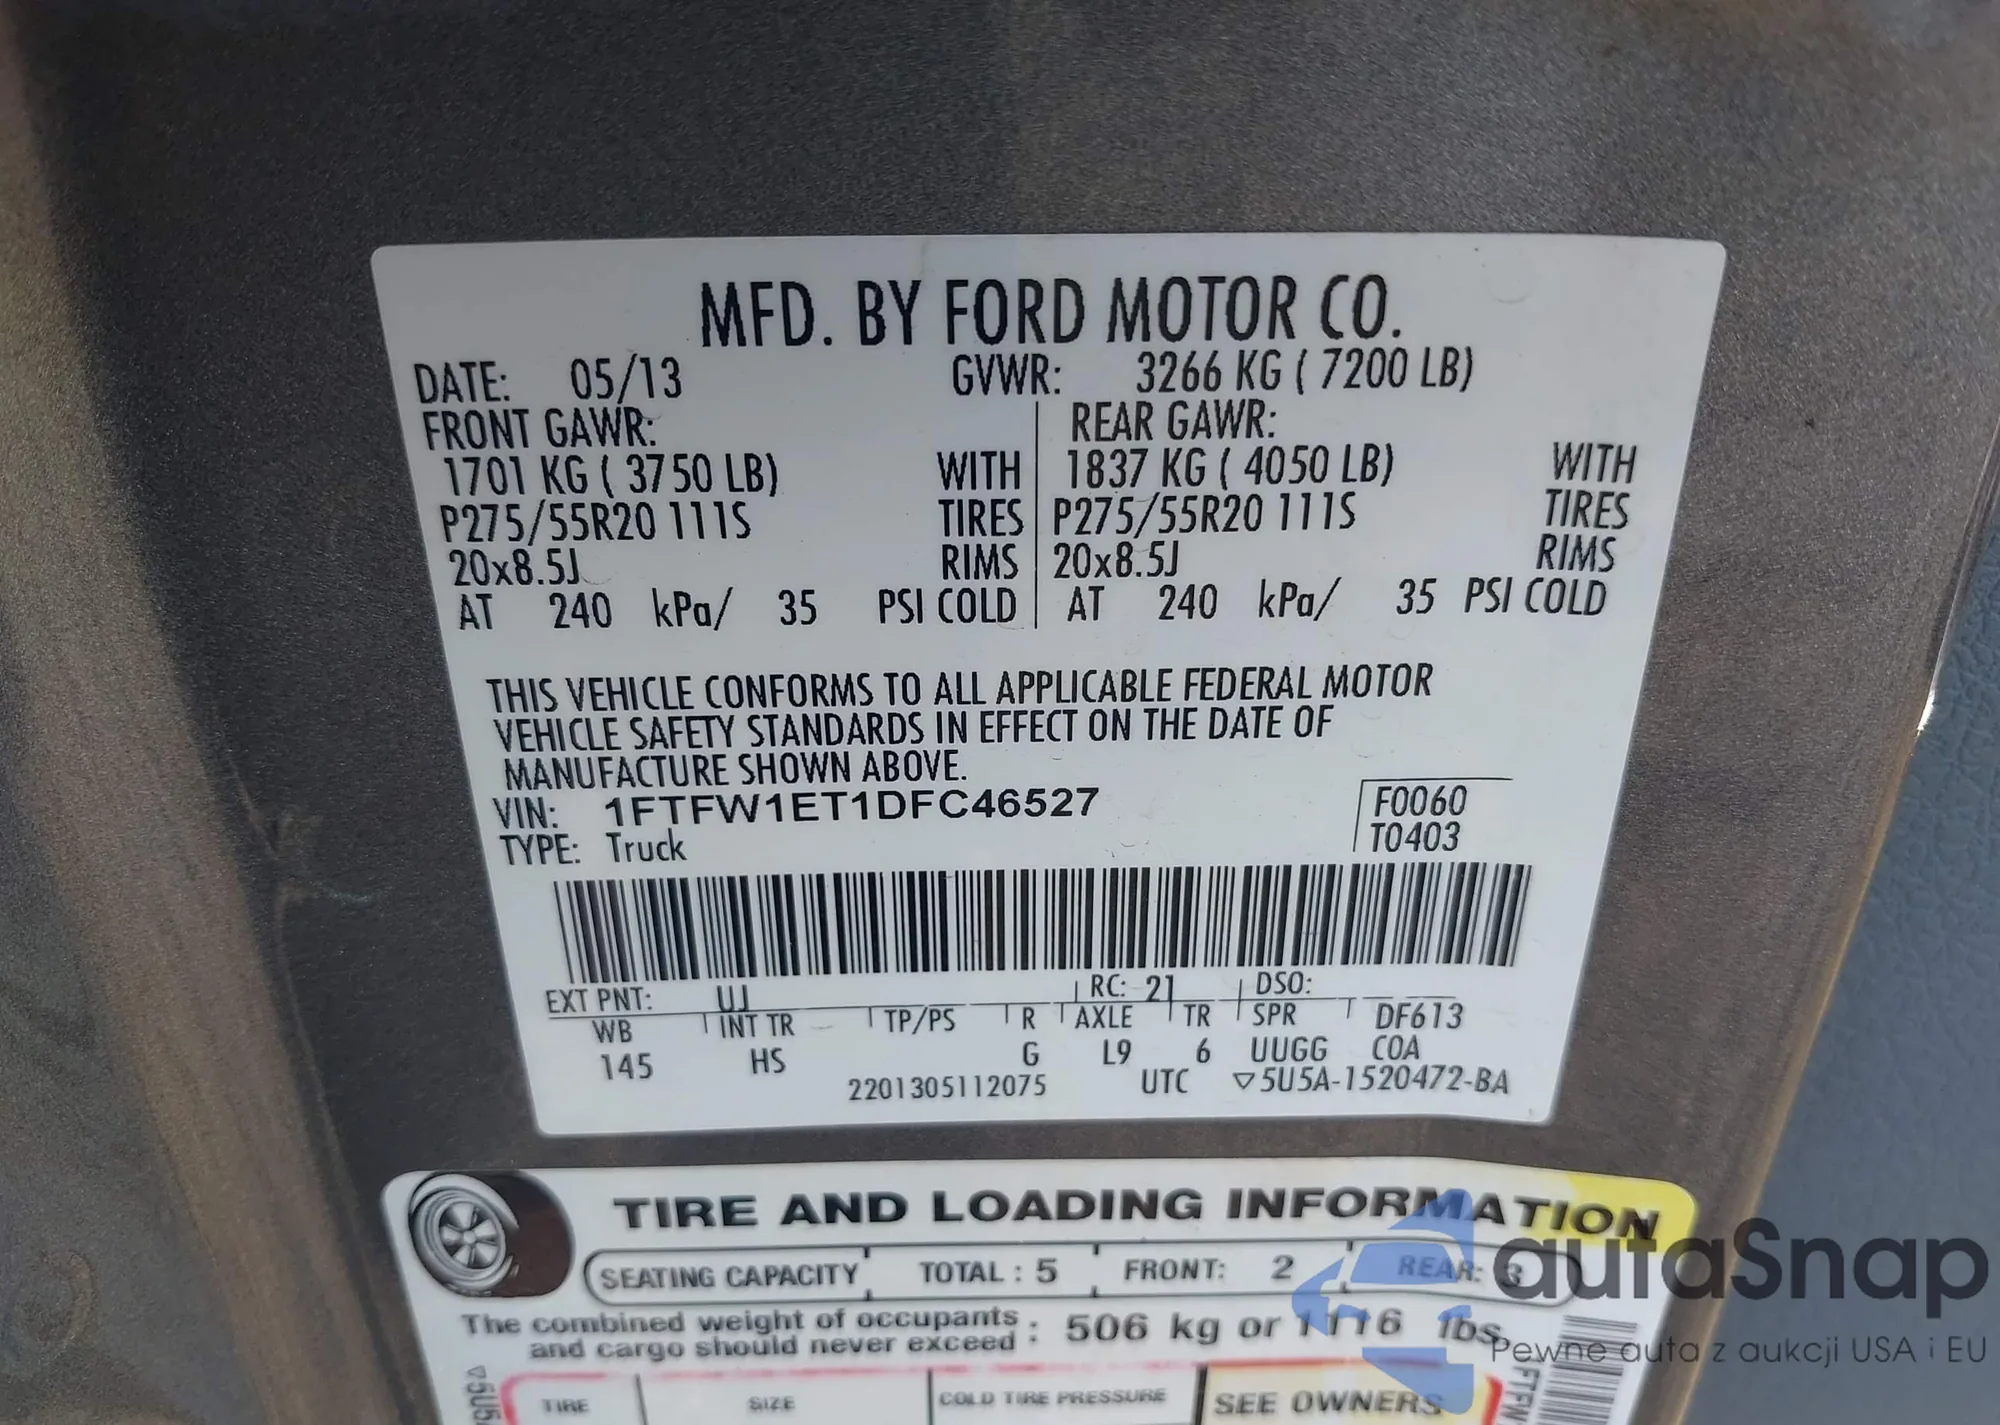 MFD. BY FORD MOTOR CO.
DATE: 05/13 GVWR: 3266 KG ( 7200 LB)
FRONT GAWR: REAR GAWR:
1701 KG ( 3750 LB) WITH 1837 KG ( 4050 LB) WITH
P275/55R20 111S TIRES P275/55R20 111S TIRES
20x8.5J RIMS 20x8.5J RIMS
AT 240 kPa/ 35 PSI COLD AT 240 kPa/ 35 PSI COLD
THIS VEHICLE CONFORMS TO ALL APPLICABLE FEDERAL MOTOR
VEHICLE SAFETY STANDARDS IN EFFECT ON THE DATE OF
MANUFACTURE SHOWN ABOVE.
VIN: 1FTFW1ET1DFC46527 F0060
TYPE: Truck T0403
EXT PNT: UJ RC: 21 DSO:
WB INT TR TP/PS R AXLE TR SPR DF613
145 HS G L9 6 UUGG COA
2201305112075 UTC ▽5U5A-1520472-BA
TIRE AND LOADING INFORMATION
SEATING CAPACITY TOTAL : 5 FRONT: 2 REAR: 3
The combined weight of occupants
and cargo should never exceed : 506 kg or 1116 lbs.
TIRE SIZE COLD TIRE PRESSURE SEE OWNERS
autaSnap
Pewne auta z aukcji USA i EU